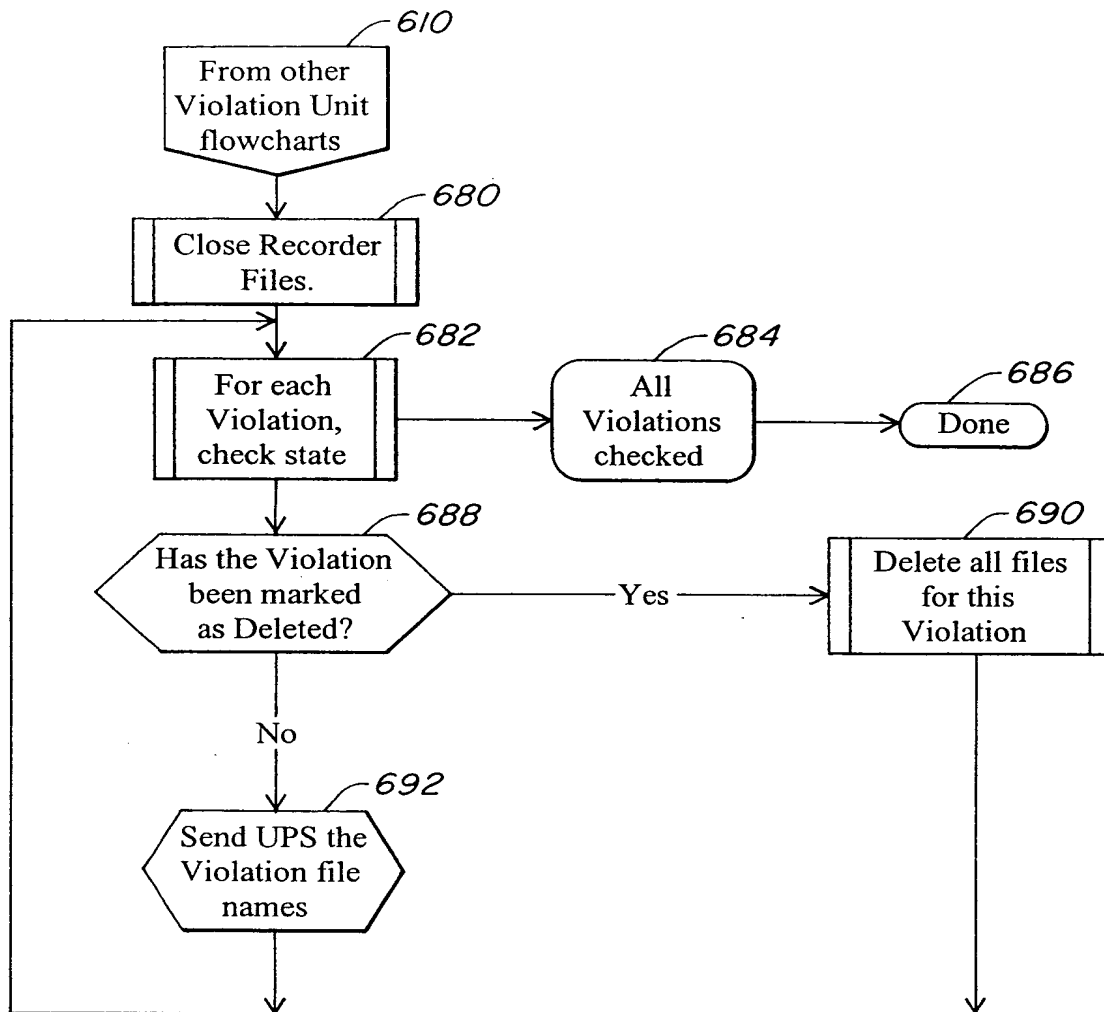 610
From other
Violation Unit
flowcharts
680
Close Recorder
Files.
682
For each
Violation,
check state
684
All
Violations
checked
686
Done
688
Has the Violation
been marked
as Deleted?
Yes
690
Delete all files
for this
Violation
No
692
Send UPS the
Violation file
names